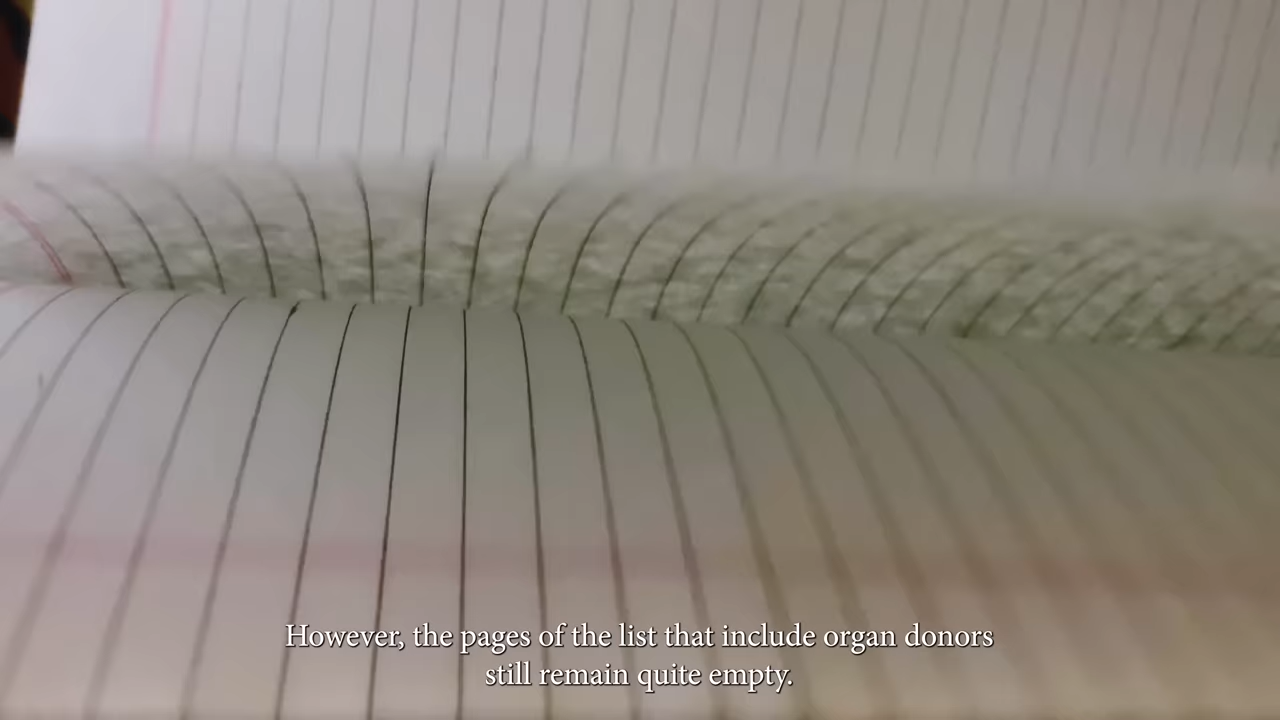 However, the pages of the list that include organ donors
still remain quite empty.